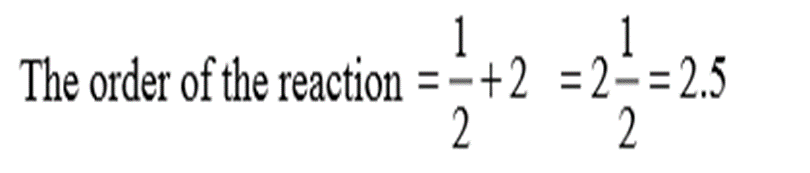 The order of the reaction = 1/2 + 2 = 2 1/2 = 2.5